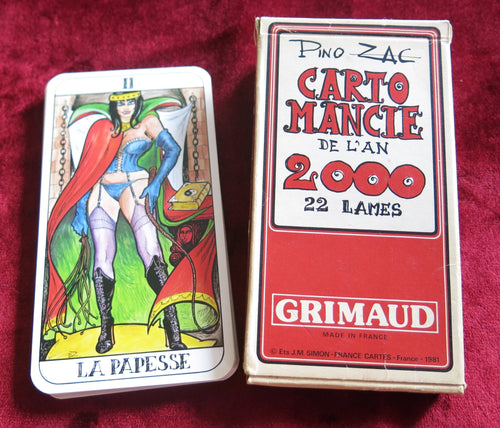 II
LA PAPESSE
PINO ZAC
CARTO
MANCIE
DE L'AN
2000
22 LAMES
GRIMAUD
MADE IN FRANCE
© Ets J.M. SIMON - FRANCE CARTES - France - 1981